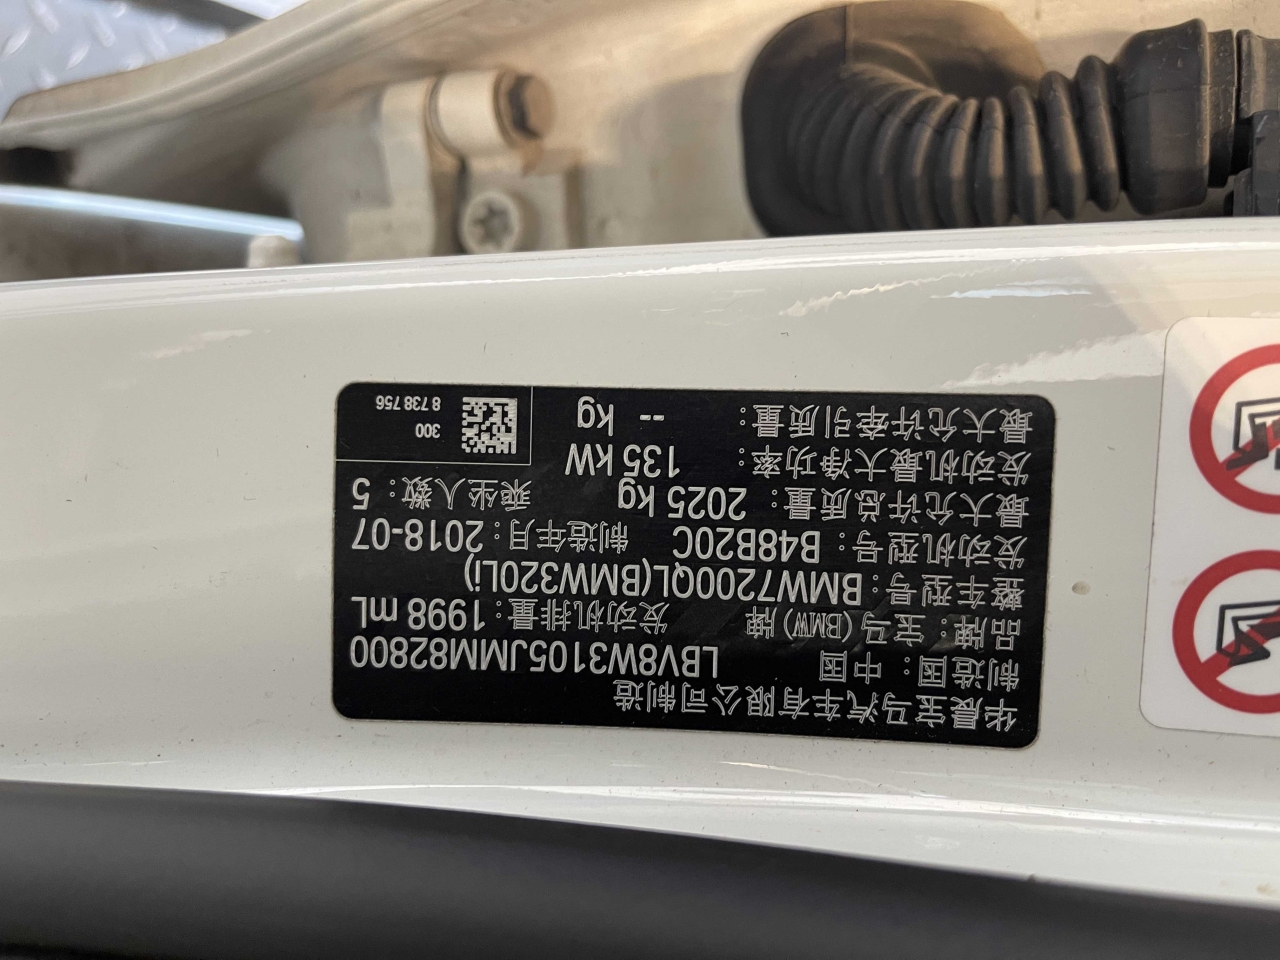 华晨宝马汽车有限公司制造
制造国：中国 LBV8W3105JMM82800
品牌：宝马(BMW)牌 发动机排量：1998 mL
整车型号：BMW7200QL(BMW320Li)
发动机型号：B48B20C 制造年月：2018-07
最大允许总质量：2025 kg 乘坐人数：5
发动机最大净功率：135 kW
最大允许牵引质量：-- kg
300
8 738 756